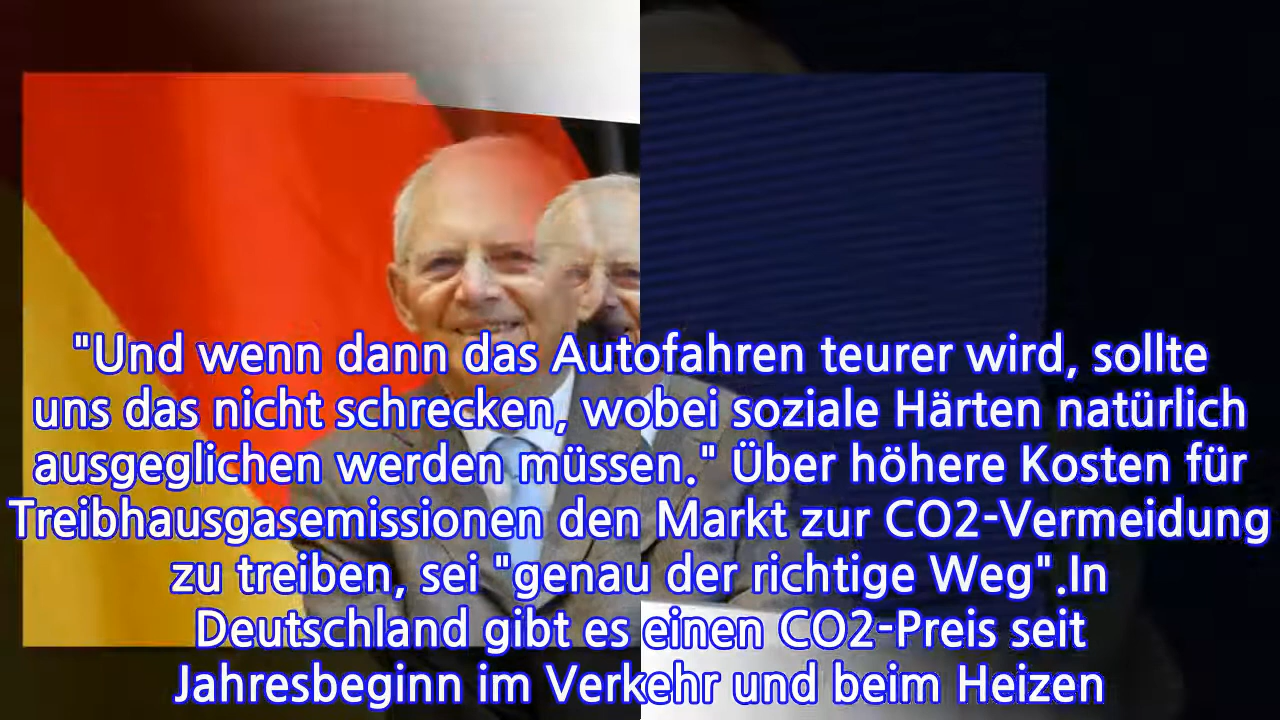 "Und wenn dann das Autofahren teurer wird, sollte
uns das nicht schrecken, wobei soziale Härten natürlich
ausgeglichen werden müssen." Über höhere Kosten für
Treibhausgasemissionen den Markt zur CO2-Vermeidung
zu treiben, sei "genau der richtige Weg".In
Deutschland gibt es einen CO2-Preis seit
Jahresbeginn im Verkehr und beim Heizen